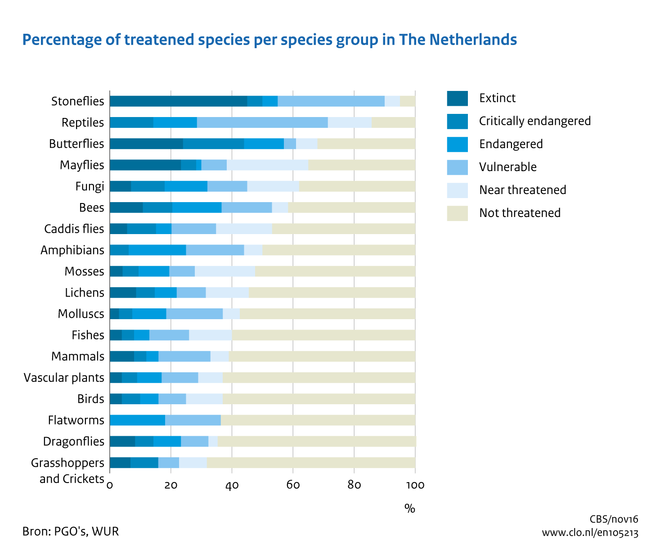 Percentage of treatened species per species group in The Netherlands
Stoneflies
Reptiles
Butterflies
Mayflies
Fungi
Bees
Caddis flies
Amphibians
Mosses
Lichens
Molluscs
Fishes
Mammals
Vascular plants
Birds
Flatworms
Dragonflies
Grasshoppers
and Crickets
0 20 40 60 80 100
%
Extinct
Critically endangered
Endangered
Vulnerable
Near threatened
Not threatened
Bron: PGO's, WUR
CBS/nov16
www.clo.nl/en105213